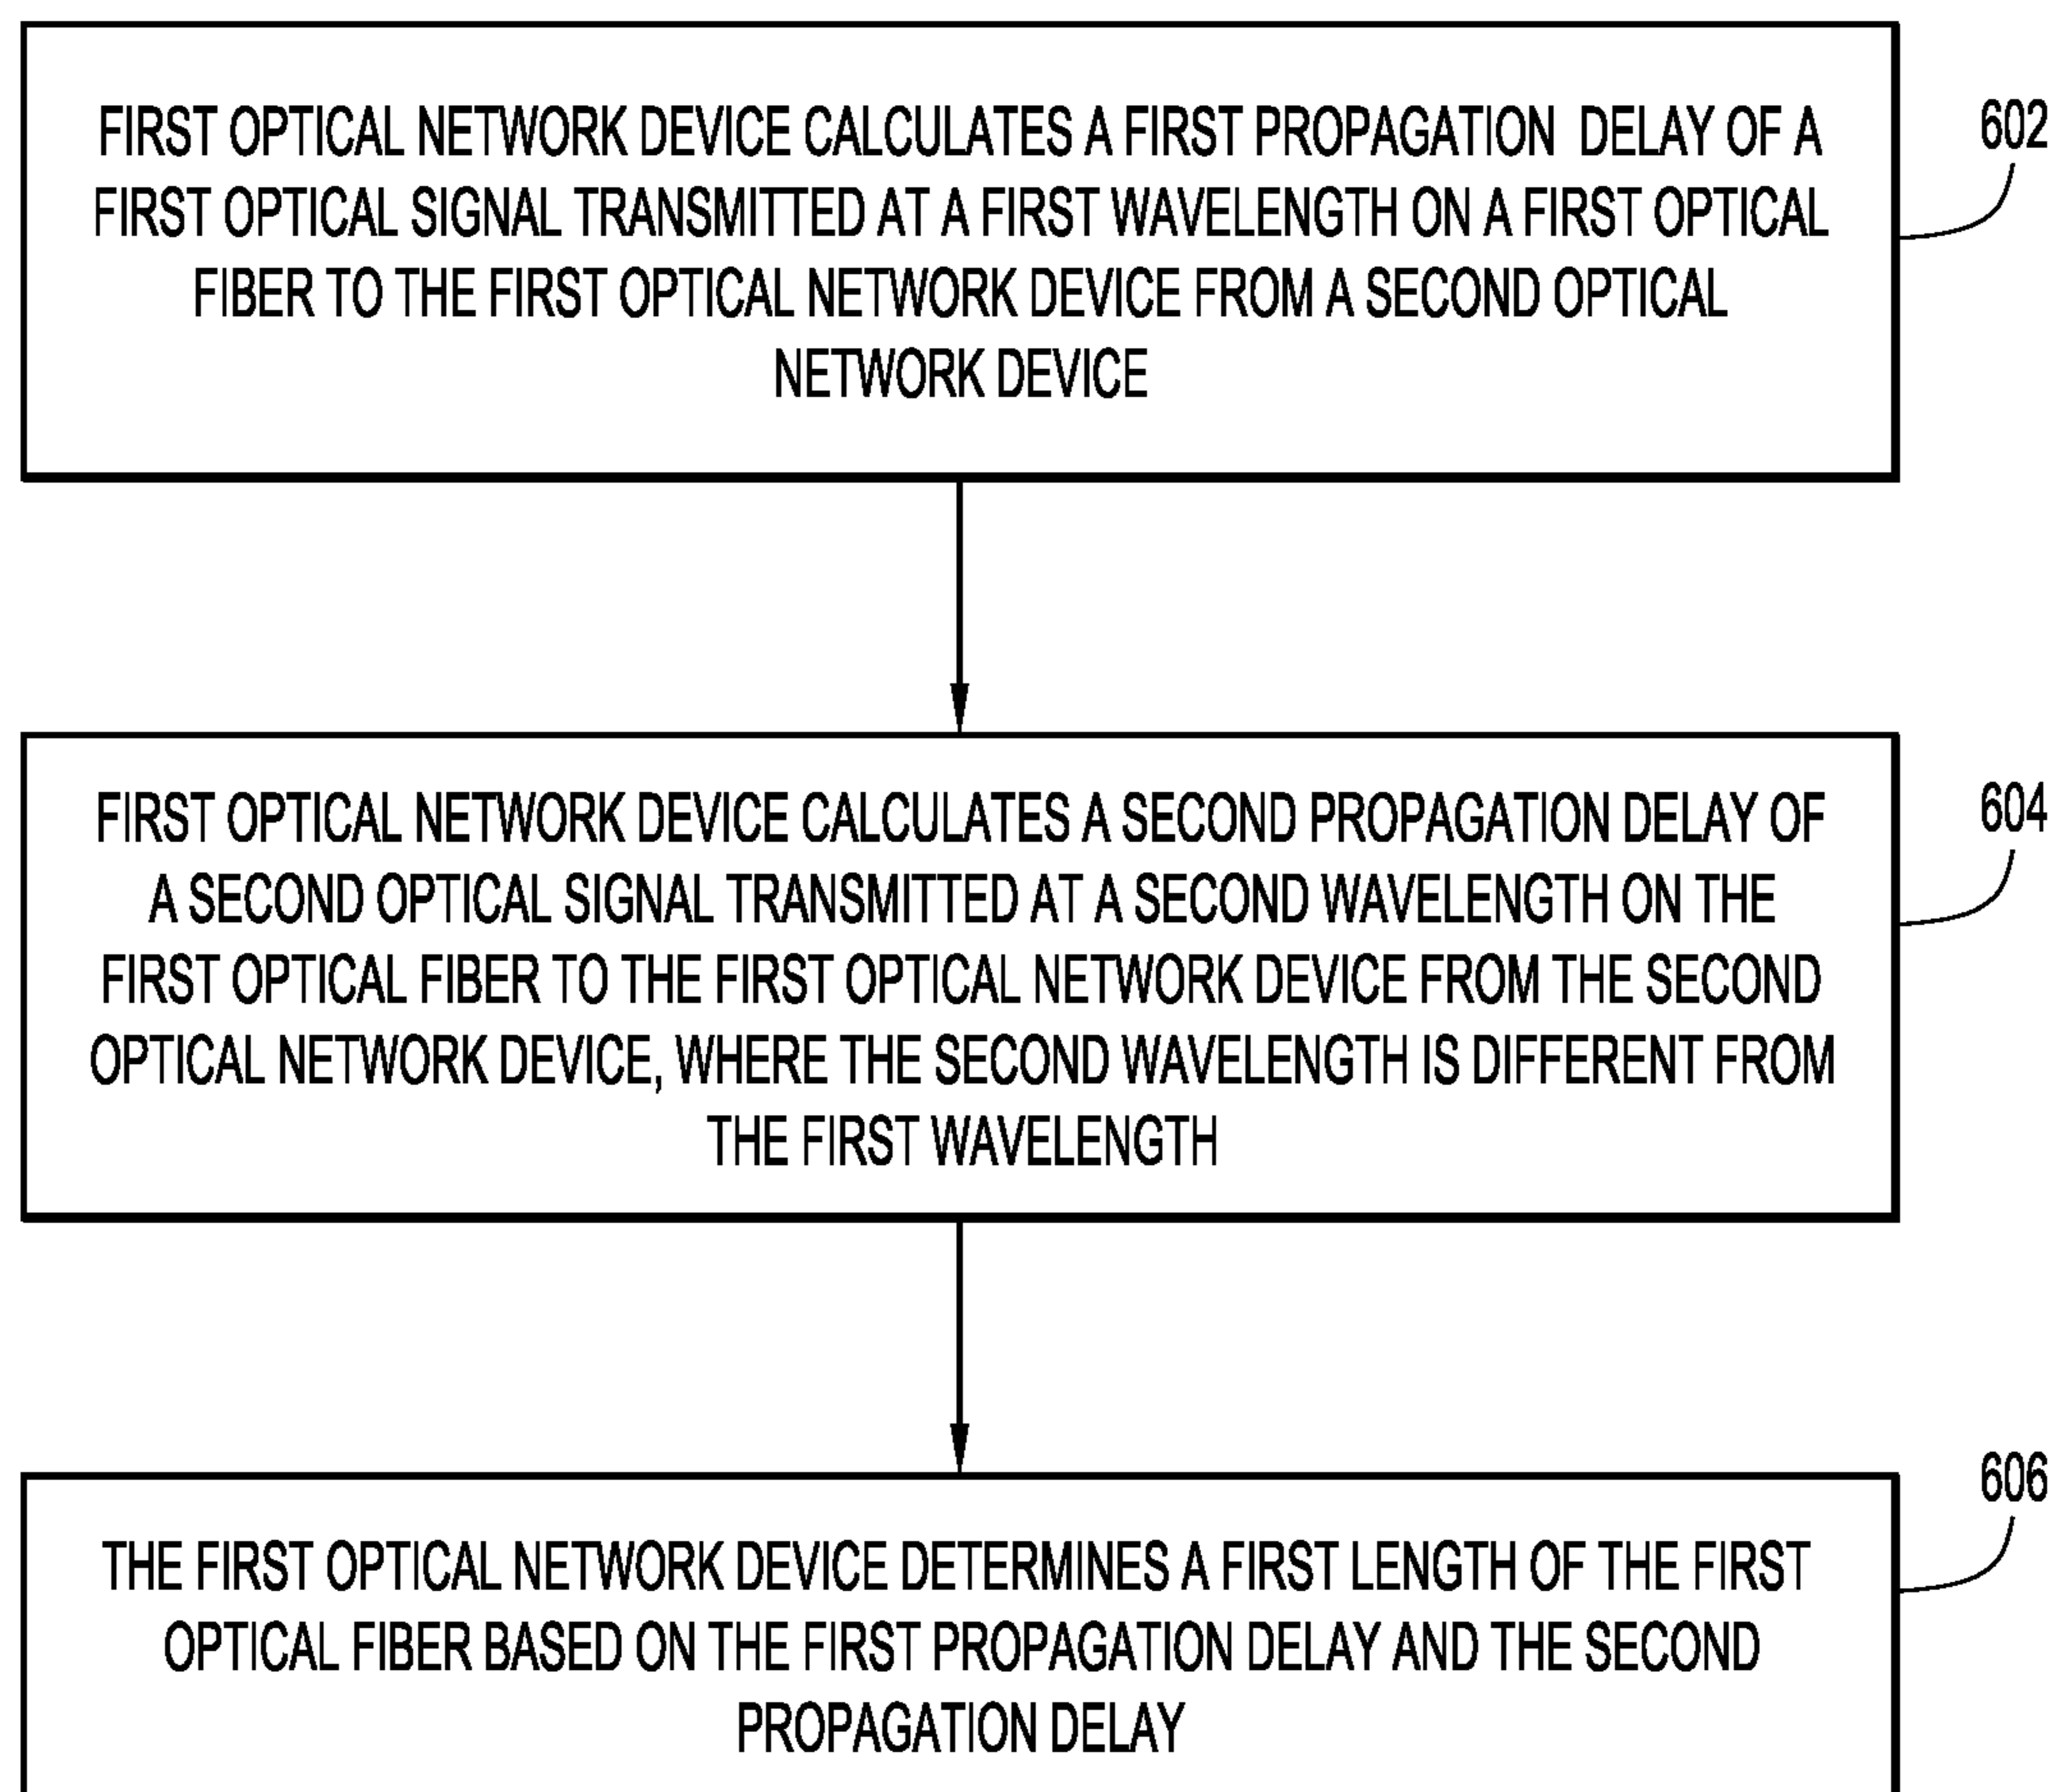 FIRST OPTICAL NETWORK DEVICE CALCULATES A FIRST PROPAGATION DELAY OF A
FIRST OPTICAL SIGNAL TRANSMITTED AT A FIRST WAVELENGTH ON A FIRST OPTICAL
FIBER TO THE FIRST OPTICAL NETWORK DEVICE FROM A SECOND OPTICAL
NETWORK DEVICE
602
FIRST OPTICAL NETWORK DEVICE CALCULATES A SECOND PROPAGATION DELAY OF
A SECOND OPTICAL SIGNAL TRANSMITTED AT A SECOND WAVELENGTH ON THE
FIRST OPTICAL FIBER TO THE FIRST OPTICAL NETWORK DEVICE FROM THE SECOND
OPTICAL NETWORK DEVICE, WHERE THE SECOND WAVELENGTH IS DIFFERENT FROM
THE FIRST WAVELENGTH
604
THE FIRST OPTICAL NETWORK DEVICE DETERMINES A FIRST LENGTH OF THE FIRST
OPTICAL FIBER BASED ON THE FIRST PROPAGATION DELAY AND THE SECOND
PROPAGATION DELAY
606